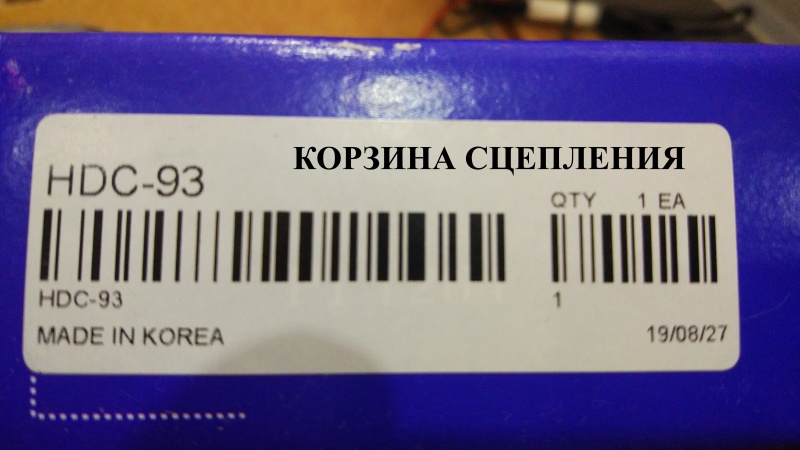 КОРЗИНА СЦЕПЛЕНИЯ
HDC-93
QTY 1 EA
HDC-93
1
MADE IN KOREA
19/08/27